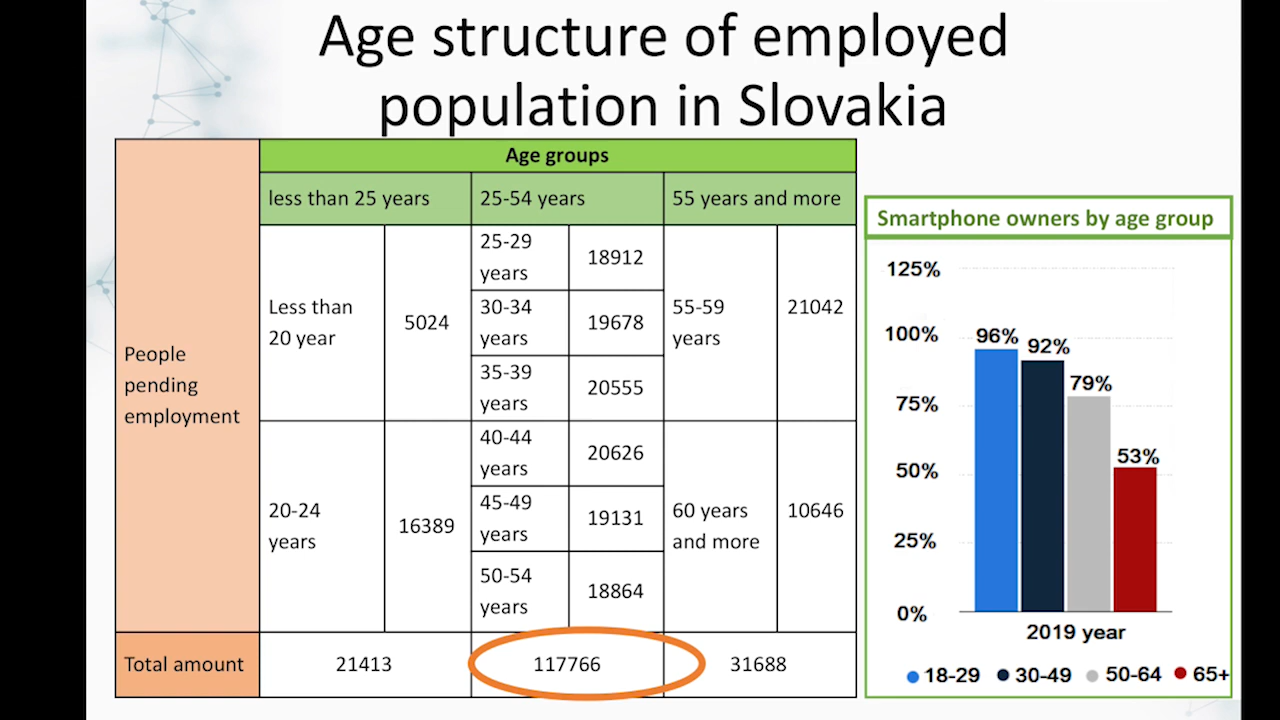 Age structure of employed
population in Slovakia
Age groups
less than 25 years
25-54 years
55 years and more
People
pending
employment
Less than
20 year
5024
25-29
years
18912
30-34
years
19678
35-39
years
20555
55-59
years
21042
20-24
years
16389
40-44
years
20626
45-49
years
19131
50-54
years
18864
60 years
and more
10646
Total amount
21413
117766
31688
Smartphone owners by age group
125%
100%
75%
50%
25%
0%
96%
92%
79%
53%
2019 year
18-29
30-49
50-64
65+